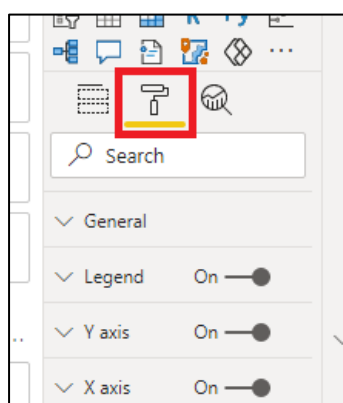 Search
General
Legend On
Y axis On
X axis On